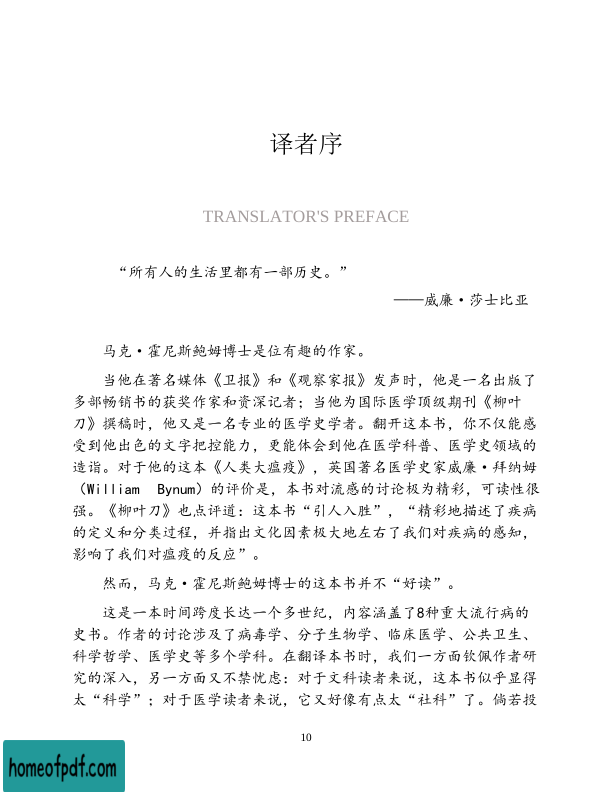 译者序
TRANSLATOR'S PREFACE
“所有人的生活里都有一部历史。”
——威廉·莎士比亚
马克·霍尼斯鲍姆博士是位有趣的作家。
当他在著名媒体《卫报》和《观察家报》发声时，他是一名出版了
多部畅销书的获奖作家和资深记者；当他为国际医学顶级期刊《柳叶
刀》撰稿时，他又是一名专业的医学史学者。翻开这本书，你不仅能感
受到他出色的文字把控能力，更能体会到他在医学科普、医学史领域的
造诣。对于他的这本《人类大瘟疫》，英国著名医学史家威廉·拜纳姆
（William Bynum）的评价是，本书对流感的讨论极为精彩，可读性很
强。《柳叶刀》也点评道：这本书“引人入胜”，“精彩地描述了疾病
的定义和分类过程，并指出文化因素极大地左右了我们对疾病的感知，
影响了我们对瘟疫的反应”。
然而，马克·霍尼斯鲍姆博士的这本书并不“好读”。
这是一本时间跨度长达一个多世纪，内容涵盖了8种重大流行病的
史书。作者的讨论涉及了病毒学、分子生物学、临床医学、公共卫生、
科学哲学、医学史等多个学科。在翻译本书时，我们一方面钦佩作者研
究的深入，另一方面又不禁忧虑：对于文科读者来说，这本书似乎显得
太“科学”；对于医学读者来说，它又好像有点太“社科”了。倘若投
10
homeofpdf.com